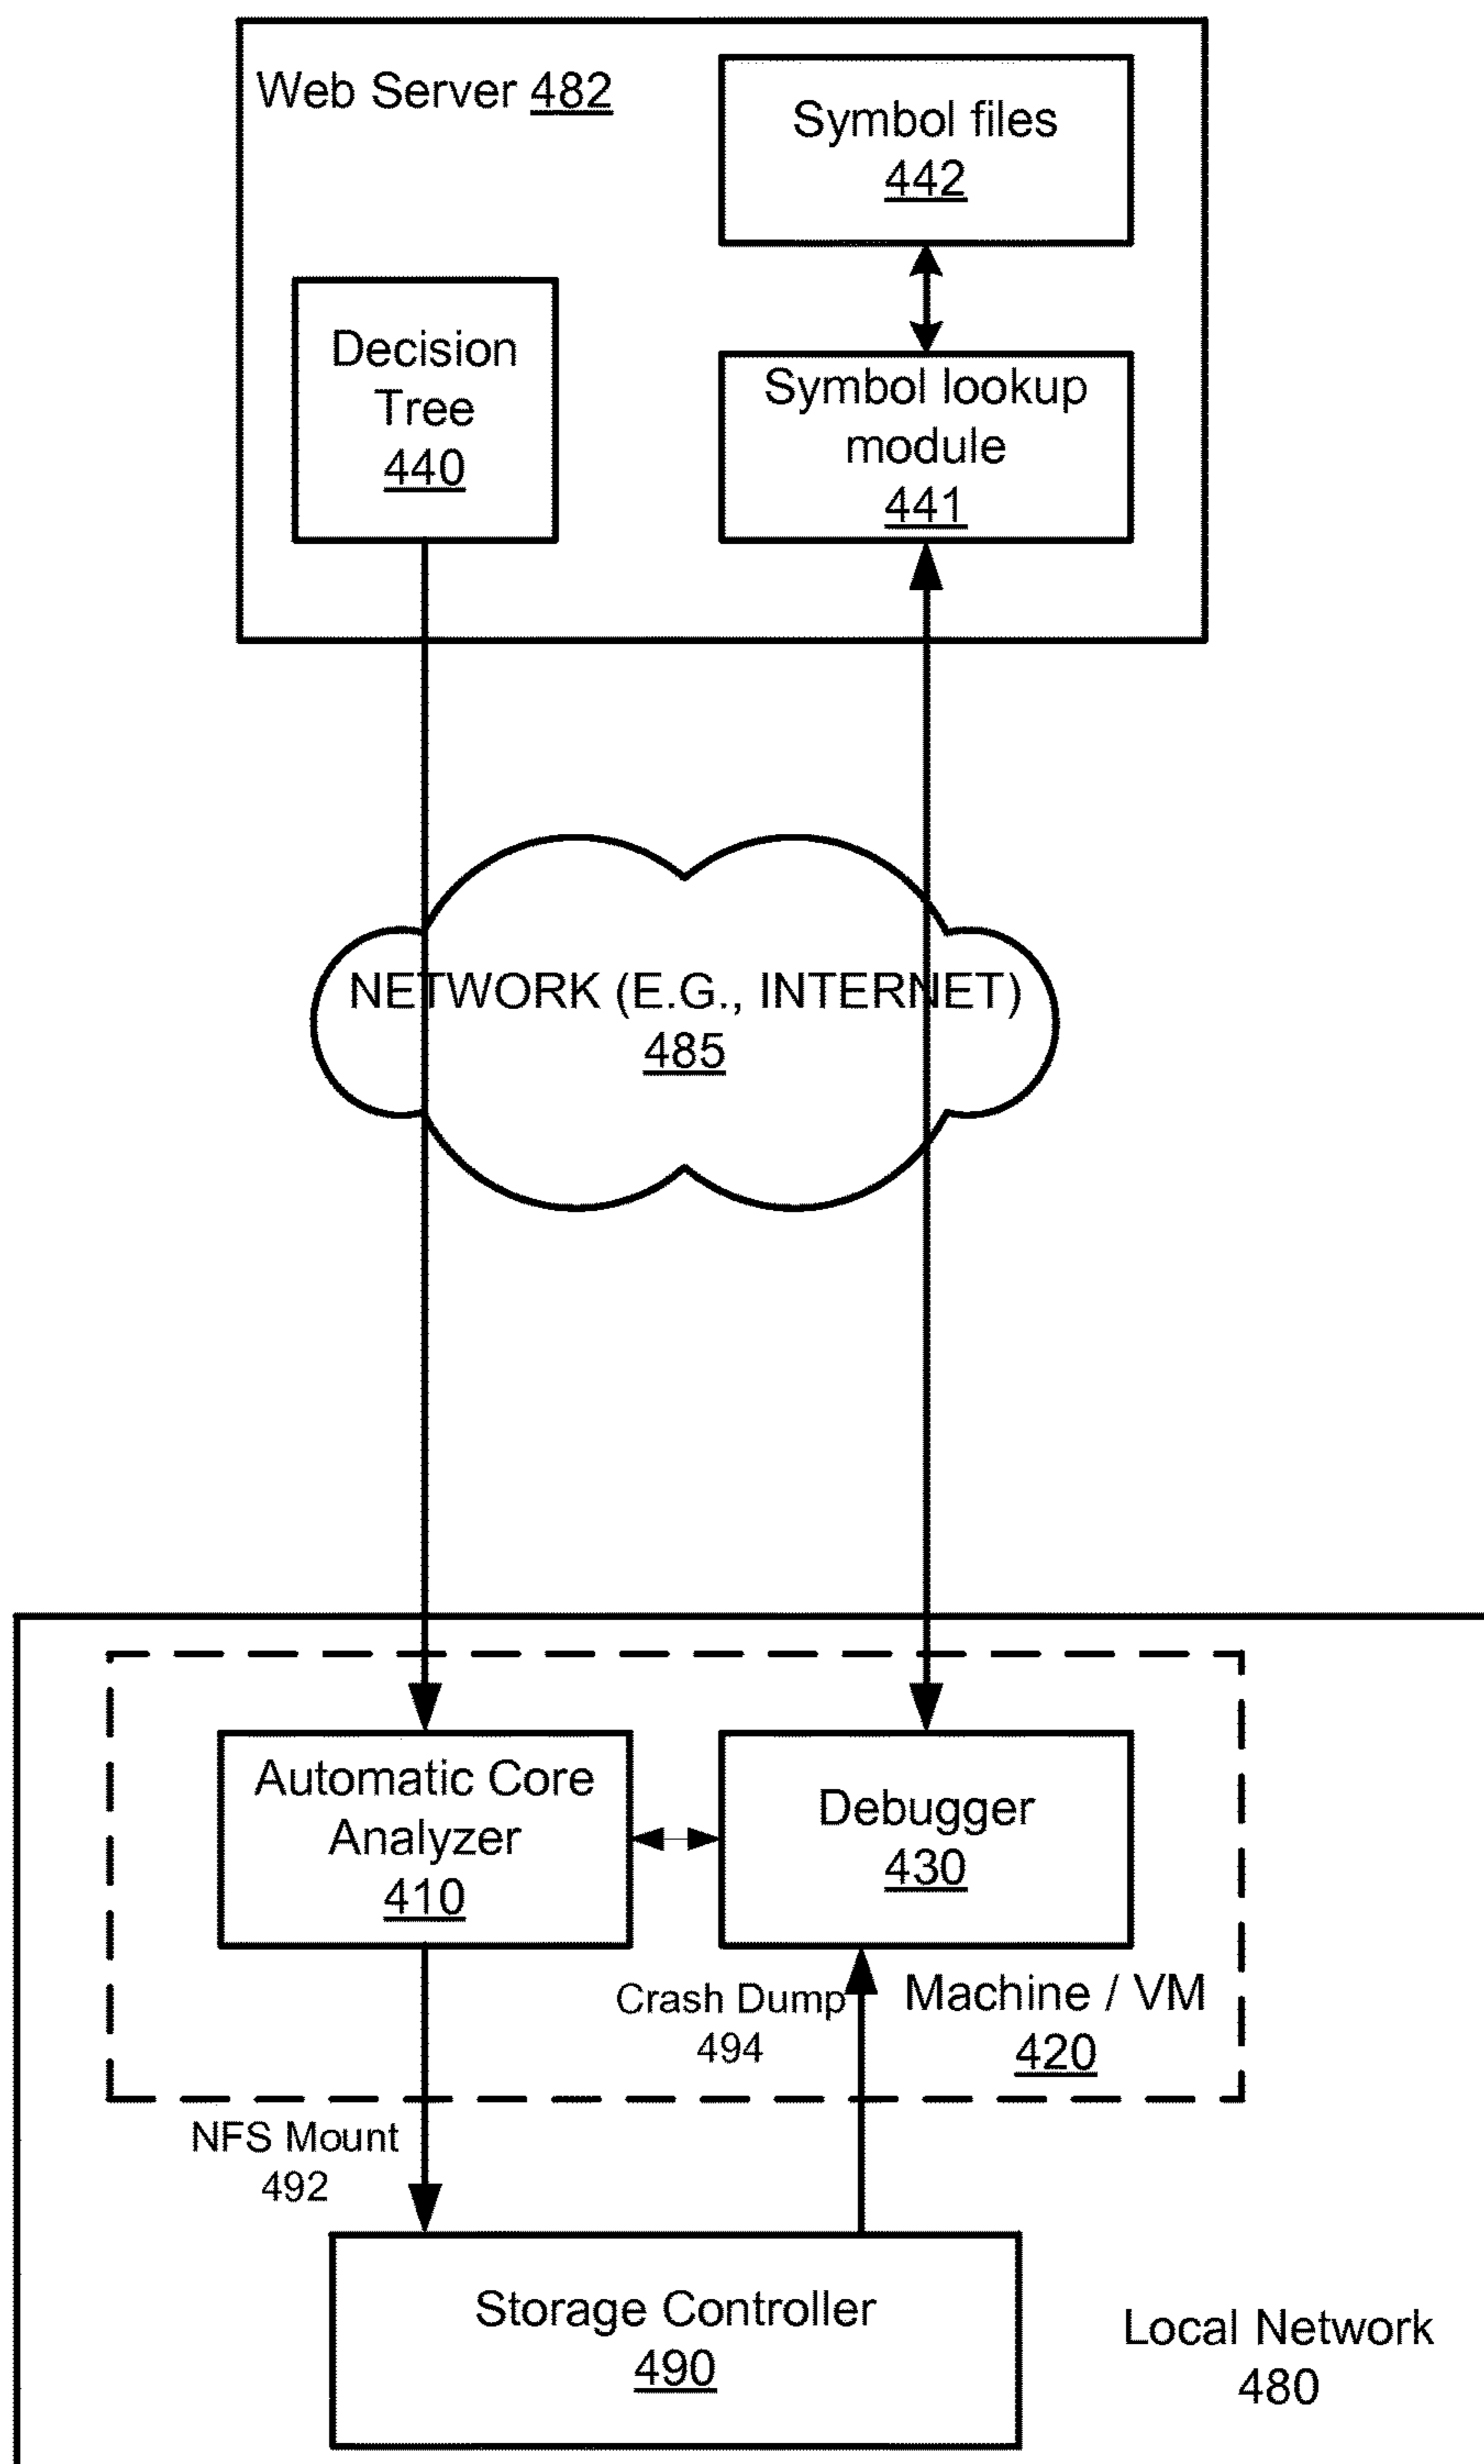 Web Server 482
Symbol files
442
Decision
Tree
440
Symbol lookup
module
441
NETWORK (E.G., INTERNET)
485
Automatic Core
Analyzer
410
Debugger
430
Crash Dump
494
Machine / VM
420
NFS Mount
492
Storage Controller
490
Local Network
480